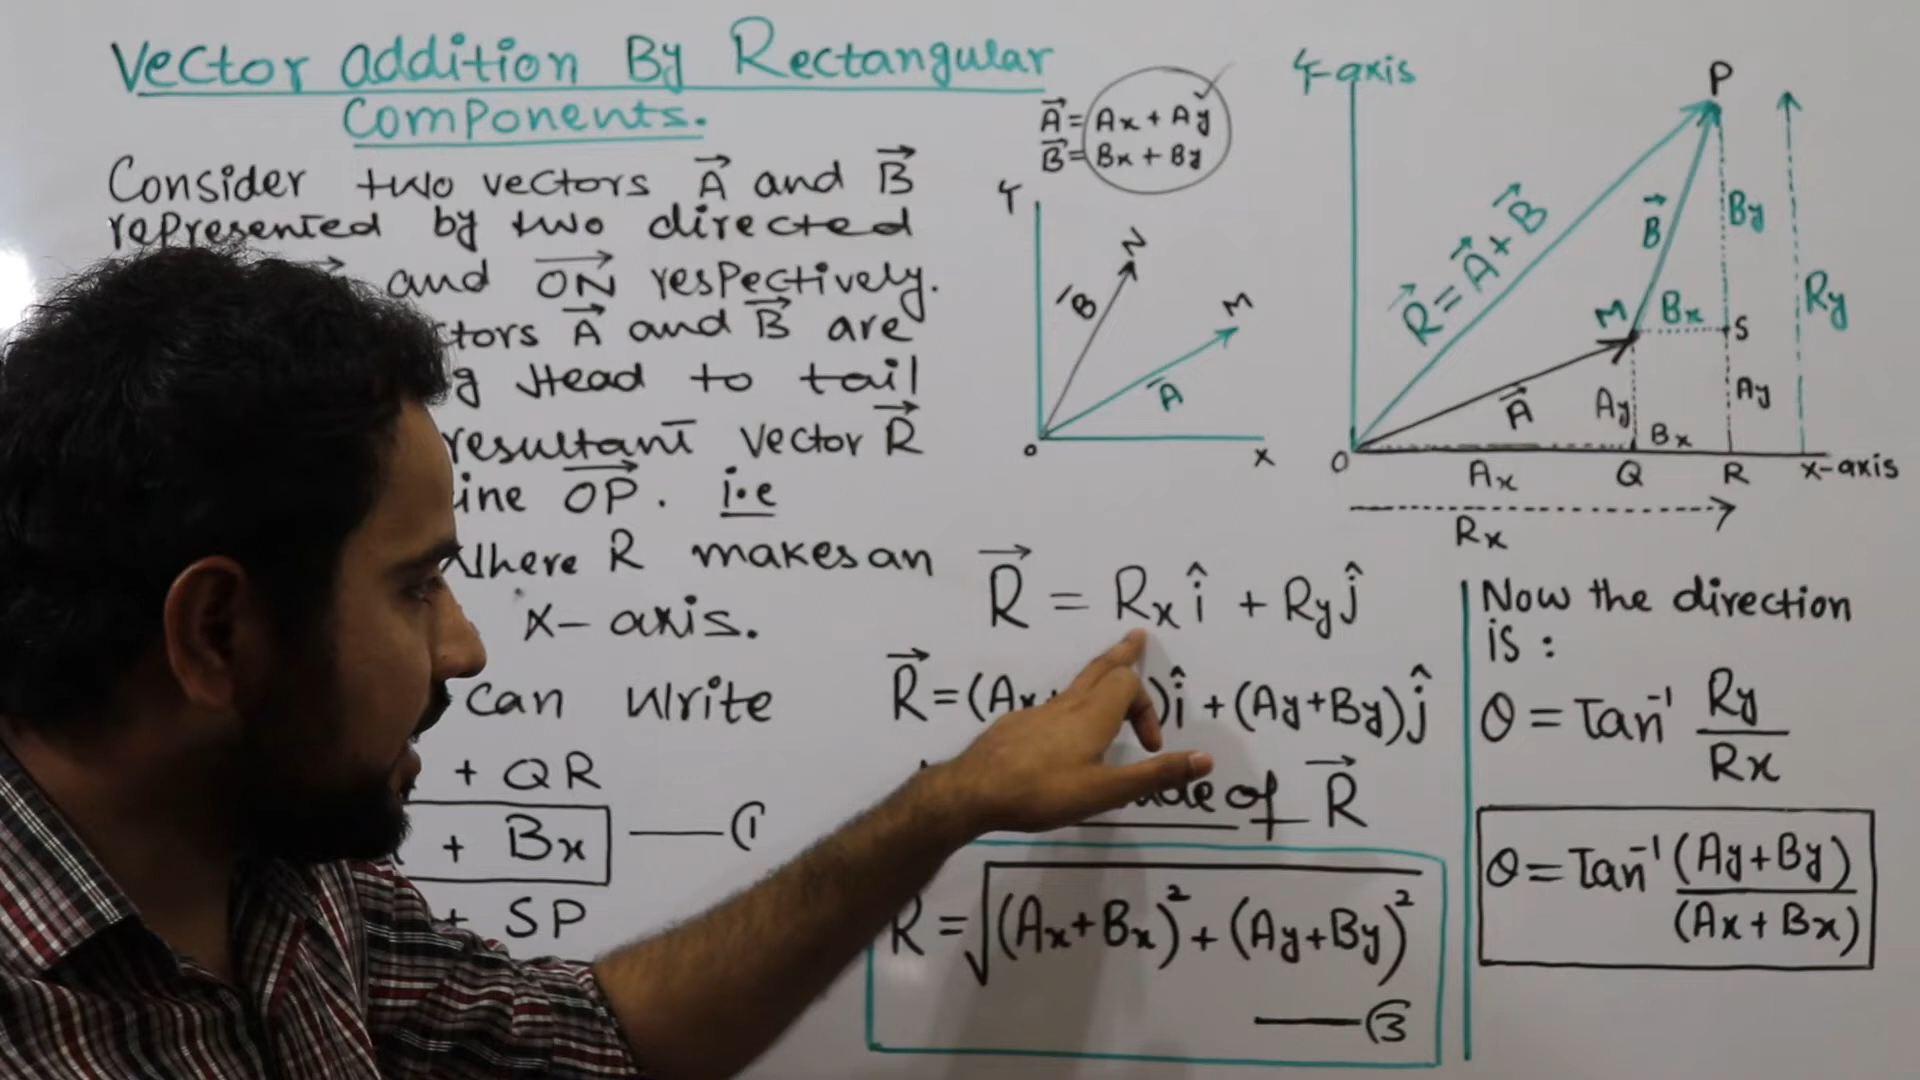 Vector addition By Rectangular
Components.
Consider two vectors A⃗ and B⃗
represented by two directed
and ON⃗ respectively.
A⃗ and B⃗ are
Head to tail
resultant vector R⃗
OP⃗. i.e
R makes an
X-axis.
can write
+ QR
+ Bx —— (1
+ SP
A⃗ = Ax + Ay
B⃗ = Bx + By
Y
N
B
M
A
o
x
Y-axis
P
R⃗ = A⃗ + B⃗
B⃗
By
Ry
M
Bx
S
A⃗
Ay
Ay
Bx
O
Ax
Q
R
x-axis
Rx
R⃗ = Rx î + Ry ĵ
R⃗ = (Ax )î + (Ay+By)ĵ
of R⃗
R = √(Ax+Bx)² + (Ay+By)²
—— (3
Now the direction
is :
θ = Tan⁻¹ Ry/Rx
θ = Tan⁻¹ (Ay+By)/(Ax+Bx)